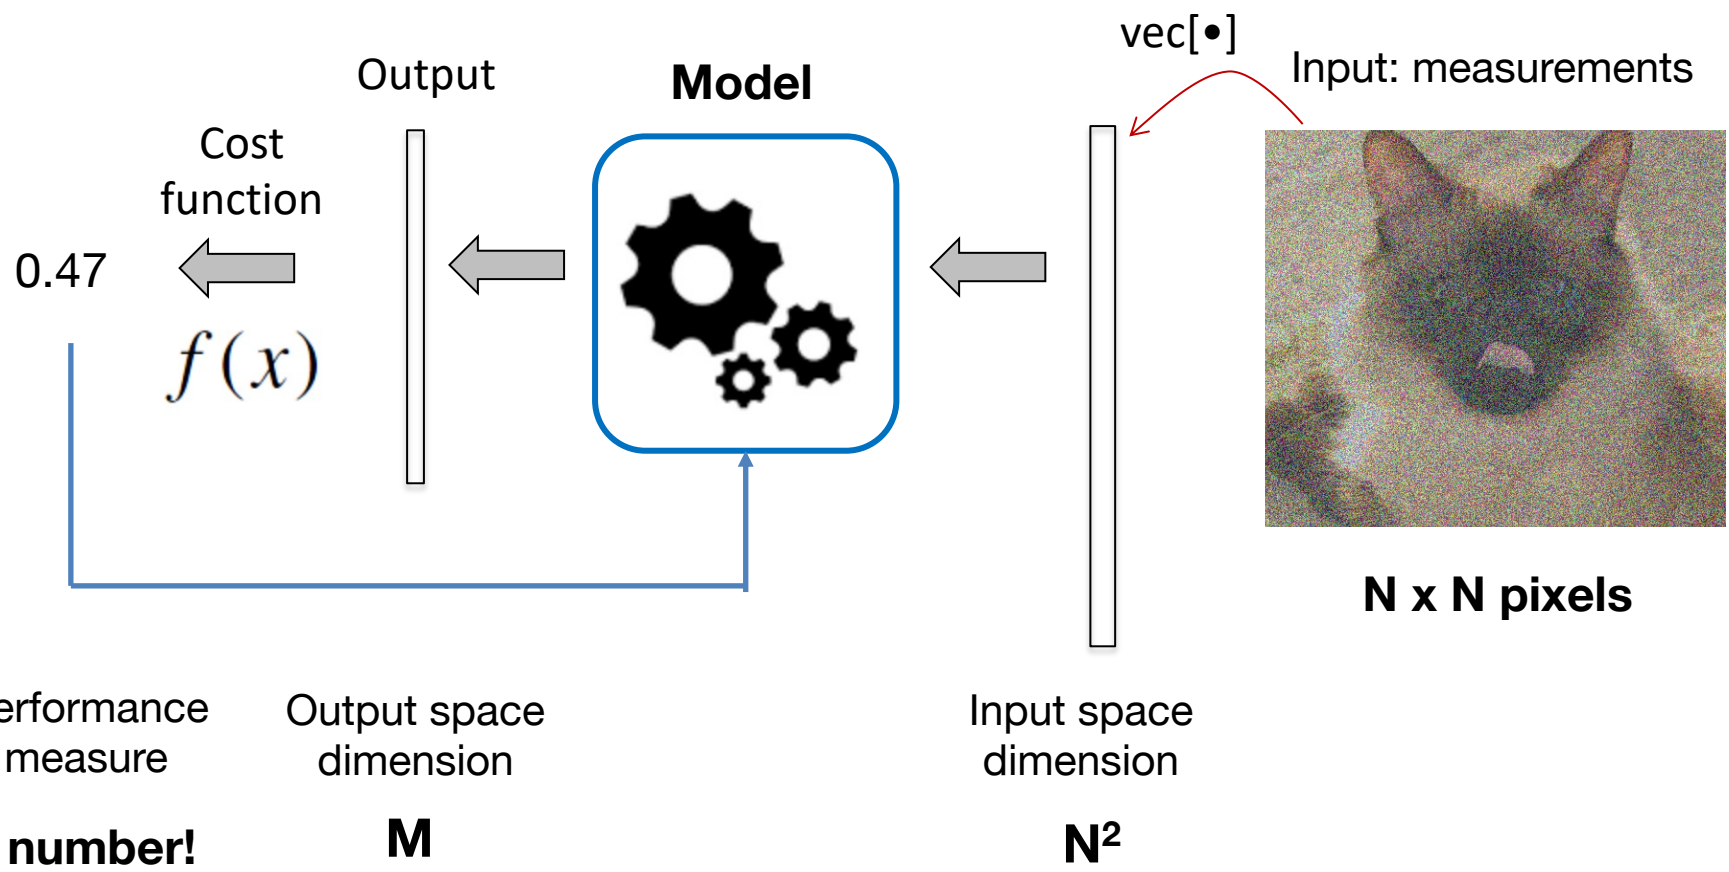 vec[•]
Input: measurements
Output
Model
Cost
function
0.47
f(x)
N x N pixels
erformance
measure
Output space
dimension
Input space
dimension
number!
M
N²